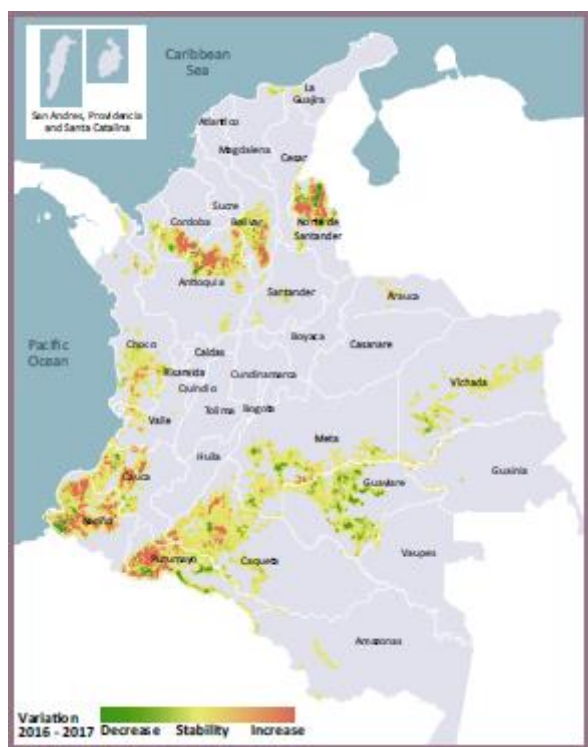 Caribbean
Sea
San Andres, Providencia
and Santa Catalina
La
Guajira
Atlantico
Magdalena
Cesar
Sucre
Cordoba
Bolivar
Norte de
Santander
Antioquia
Santander
Arauca
Pacific
Ocean
Choco
Boyaca
Casanare
Caldas
Risaralda
Cundinamarca
Vichada
Quindio
Tolima
Bogota
Valle
Meta
Huila
Guainia
Cauca
Guaviare
Nariño
Vaupes
Putumayo
Caqueta
Amazonas
Variation
2016 - 2017
Decrease
Stability
Increase